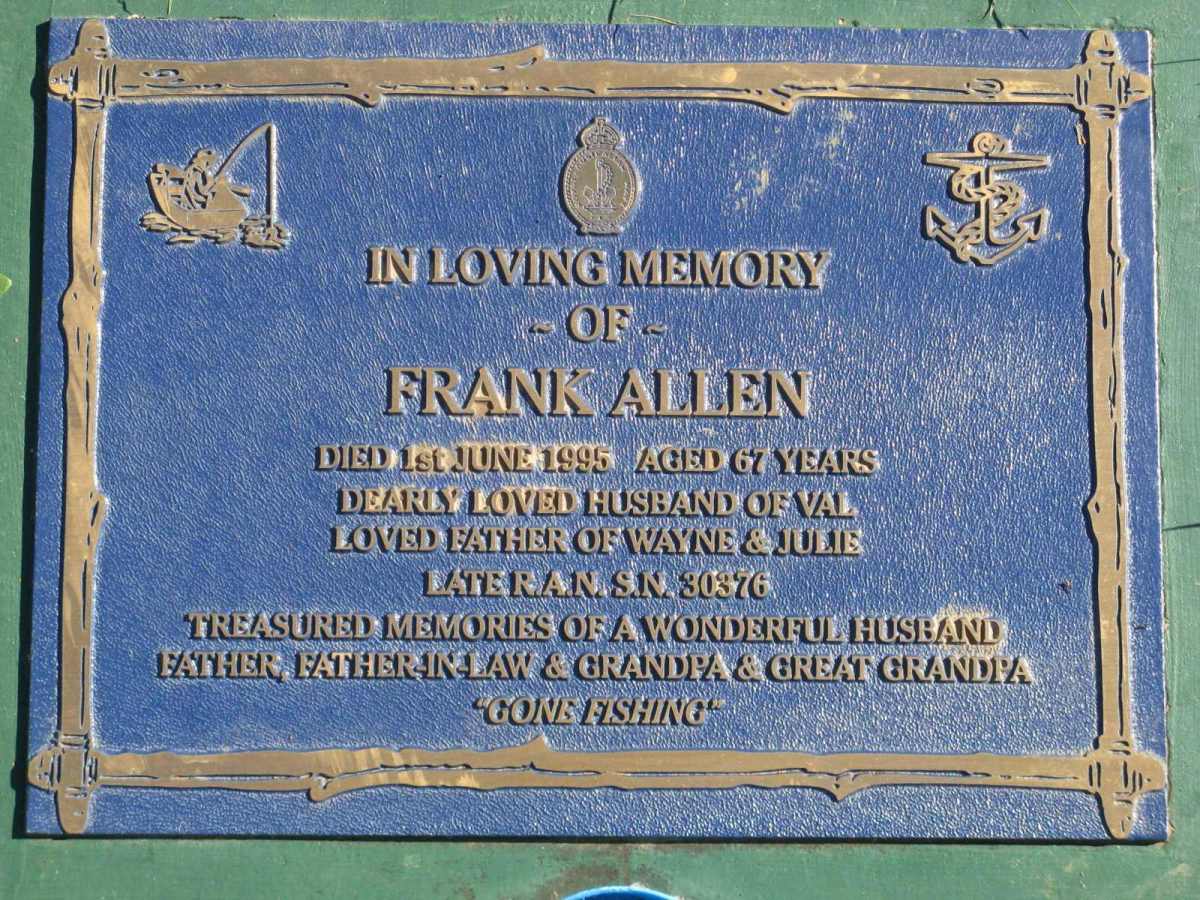 IN LOVING MEMORY
~ OF ~
FRANK ALLEN
DIED 1st JUNE 1995 AGED 67 YEARS
DEARLY LOVED HUSBAND OF VAL
LOVED FATHER OF WAYNE & JULIE
LATE R.A.N. S.N. 30376
TREASURED MEMORIES OF A WONDERFUL HUSBAND
FATHER, FATHER-IN-LAW & GRANDPA & GREAT GRANDPA
"GONE FISHING"